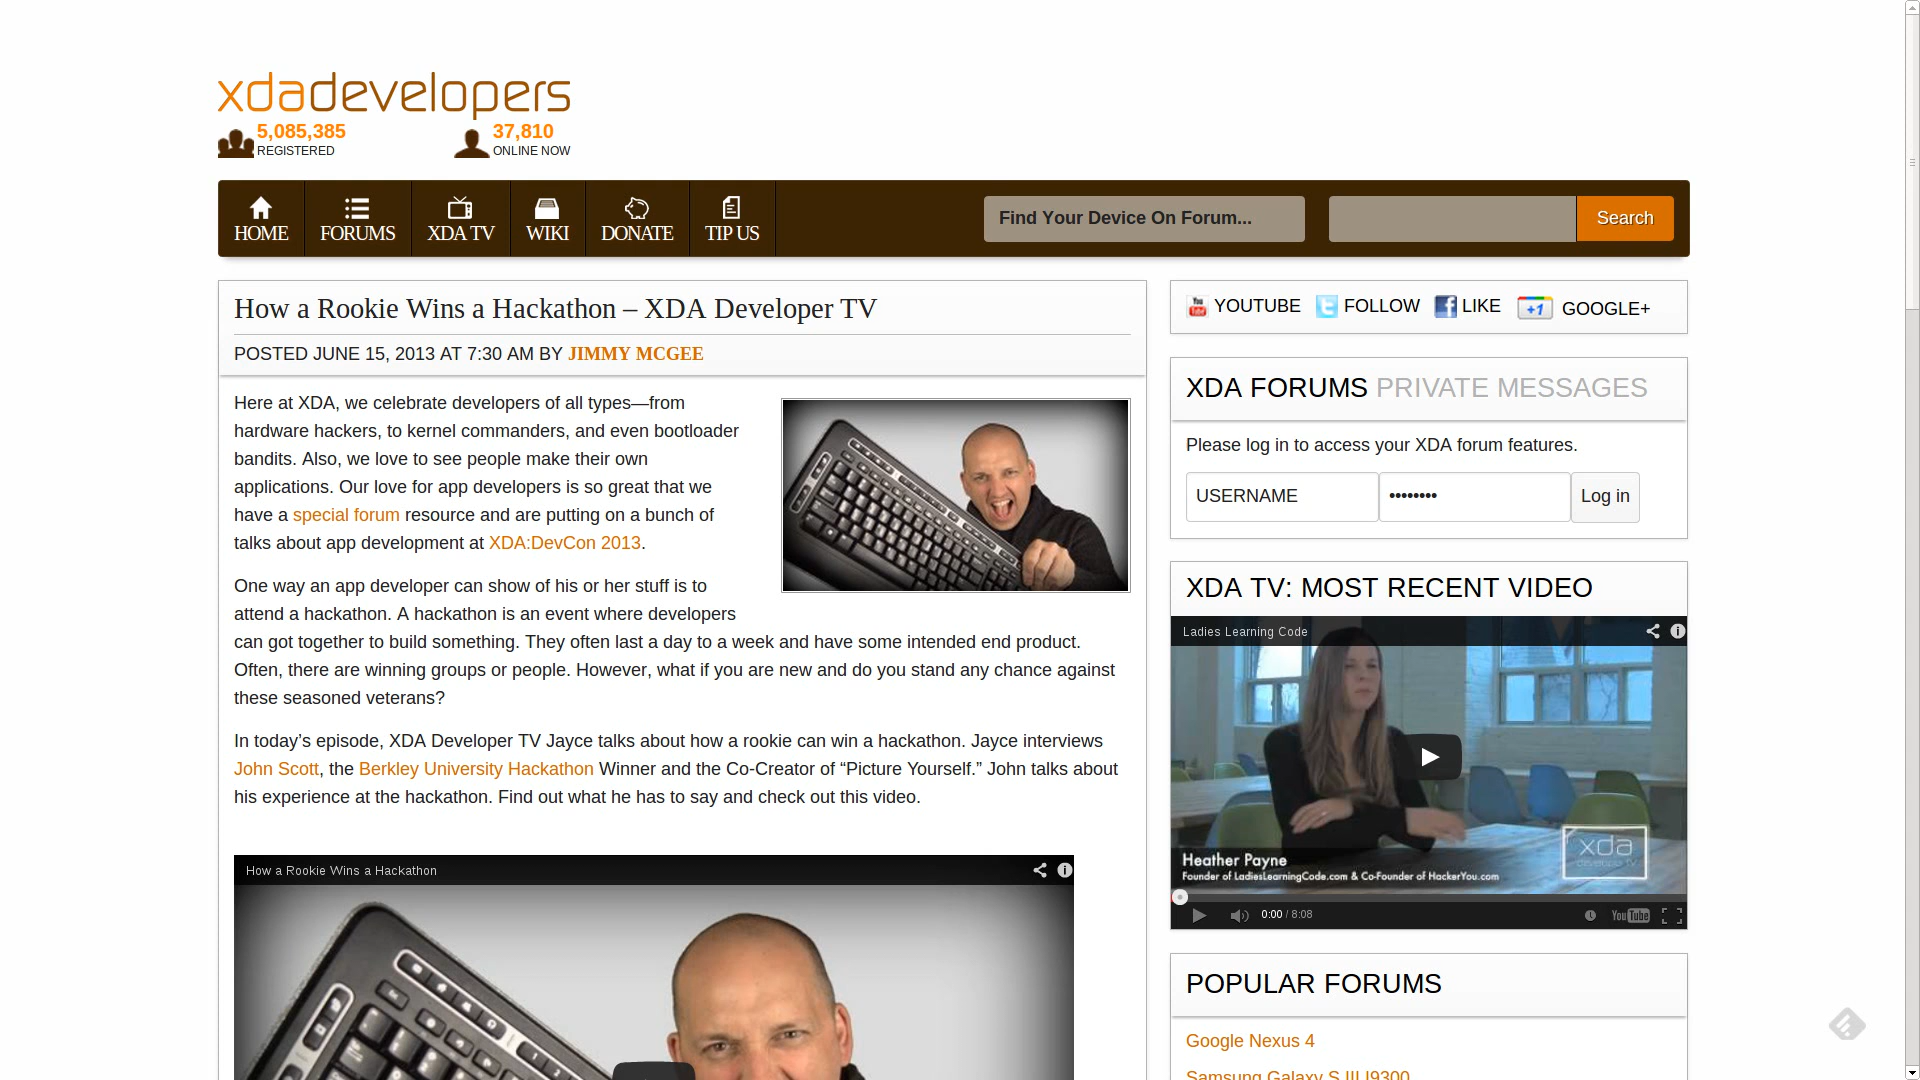 xdadevelopers
5,085,385
REGISTERED
37,810
ONLINE NOW
HOME
FORUMS
XDA TV
WIKI
DONATE
TIP US
Find Your Device On Forum...
Search
How a Rookie Wins a Hackathon – XDA Developer TV
POSTED JUNE 15, 2013 AT 7:30 AM BY JIMMY MCGEE
Here at XDA, we celebrate developers of all types—from
hardware hackers, to kernel commanders, and even bootloader
bandits. Also, we love to see people make their own
applications. Our love for app developers is so great that we
have a special forum resource and are putting on a bunch of
talks about app development at XDA:DevCon 2013.
One way an app developer can show of his or her stuff is to
attend a hackathon. A hackathon is an event where developers
can got together to build something. They often last a day to a week and have some intended end product.
Often, there are winning groups or people. However, what if you are new and do you stand any chance against
these seasoned veterans?
In today’s episode, XDA Developer TV Jayce talks about how a rookie can win a hackathon. Jayce interviews
John Scott, the Berkley University Hackathon Winner and the Co-Creator of “Picture Yourself.” John talks about
his experience at the hackathon. Find out what he has to say and check out this video.
How a Rookie Wins a Hackathon
You Tube YOUTUBE
FOLLOW
LIKE
+1 GOOGLE+
XDA FORUMS PRIVATE MESSAGES
Please log in to access your XDA forum features.
USERNAME
••••••••
Log in
XDA TV: MOST RECENT VIDEO
Ladies Learning Code
xda
developer TV
Heather Payne
Founder of LadiesLearningCode.com & Co-Founder of HackerYou.com
0:00 / 8:08
YouTube
POPULAR FORUMS
Google Nexus 4
Samsung Galaxy S III I9300